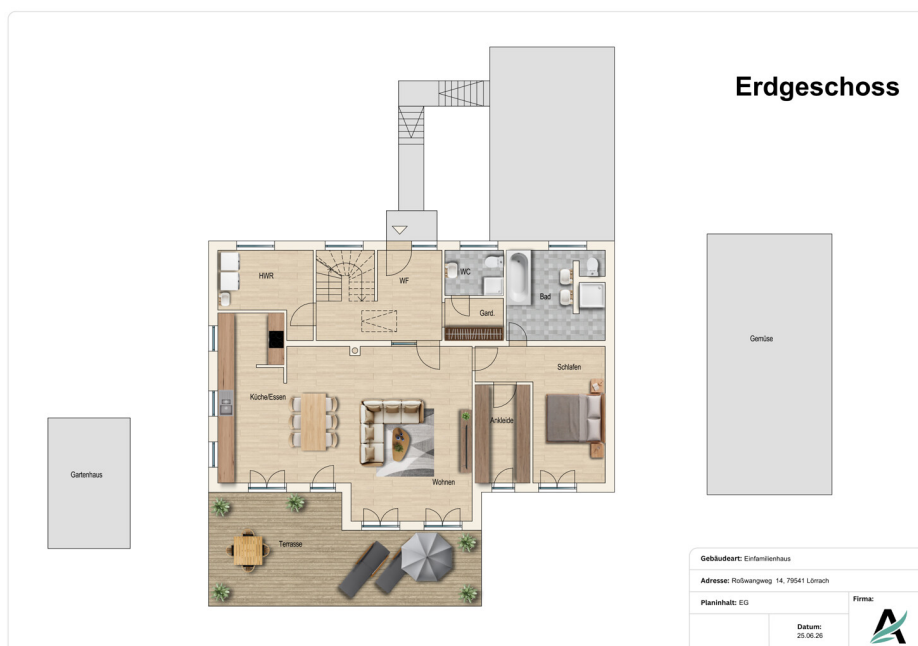 Erdgeschoss
HWR
WF
WC
Bad
Gard.
Gemüse
Schlafen
Küche/Essen
Ankleide
Gartenhaus
Wohnen
Terrasse
Gebäudeart: Einfamilienhaus
Adresse: Roßwangweg 14, 79541 Lörrach
Planinhalt: EG
Firma:
Datum:
25.06.26